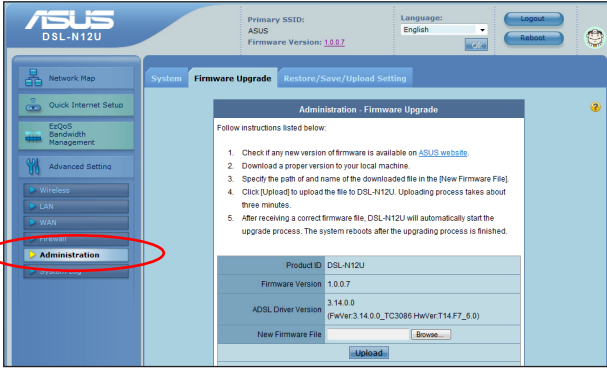 ASUS
DSL-N12U
Primary SSID:
ASUS
Firmware Version: 1.0.0.7
Language:
English
OK
Logout
Reboot
Network Map
Quick Internet Setup
EzQoS
Bandwidth
Management
Advanced Setting
Wireless
LAN
WAN
Firewall
Administration
System Log
System
Firmware Upgrade
Restore/Save/Upload Setting
Administration - Firmware Upgrade
Follow instructions listed below:
1. Check if any new version of firmware is available on ASUS website.
2. Download a proper version to your local machine.
3. Specify the path of and name of the downloaded file in the [New Firmware File].
4. Click [Upload] to upload the file to DSL-N12U. Uploading process takes about
three minutes.
5. After receiving a correct firmware file, DSL-N12U will automatically start the
upgrade process. The system reboots after the upgrading process is finished.
Product ID DSL-N12U
Firmware Version 1.0.0.7
ADSL Driver Version 3.14.0.0
(FwVer:3.14.0.0_TC3086 HwVer:T14.F7_6.0)
New Firmware File Browse...
Upload